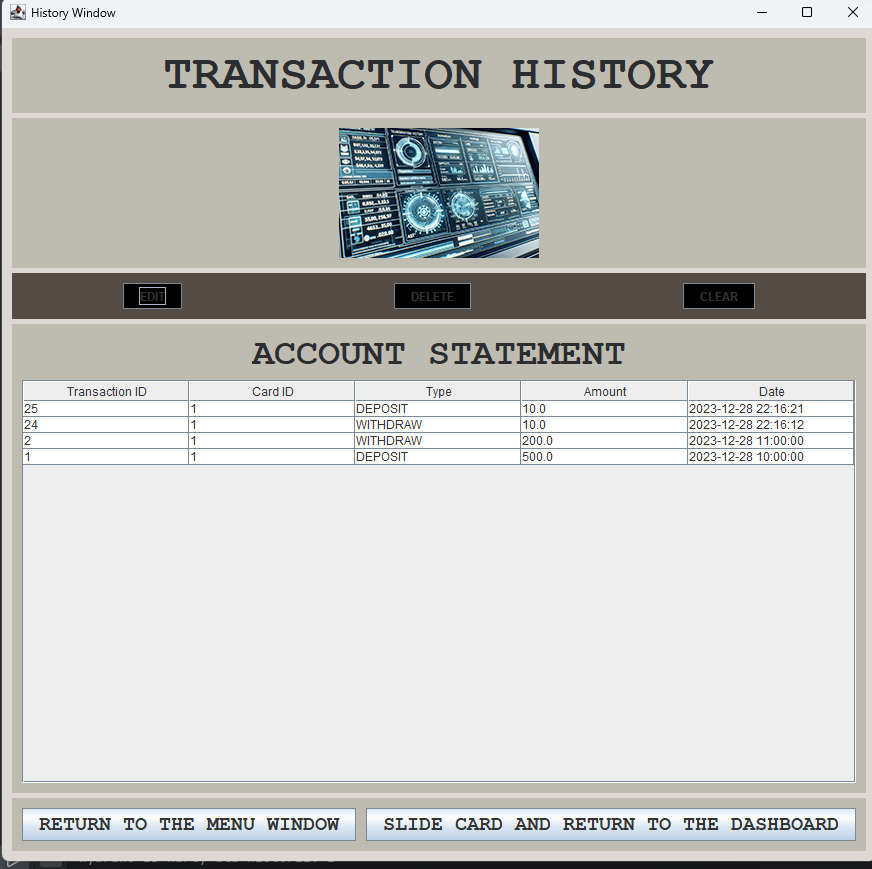 History Window
TRANSACTION HISTORY
EDIT DELETE CLEAR
ACCOUNT STATEMENT
Transaction ID Card ID Type Amount Date
25 1 DEPOSIT 10.0 2023-12-28 22:16:21
24 1 WITHDRAW 10.0 2023-12-28 22:16:12
2 1 WITHDRAW 200.0 2023-12-28 11:00:00
1 1 DEPOSIT 500.0 2023-12-28 10:00:00
RETURN TO THE MENU WINDOW SLIDE CARD AND RETURN TO THE DASHBOARD